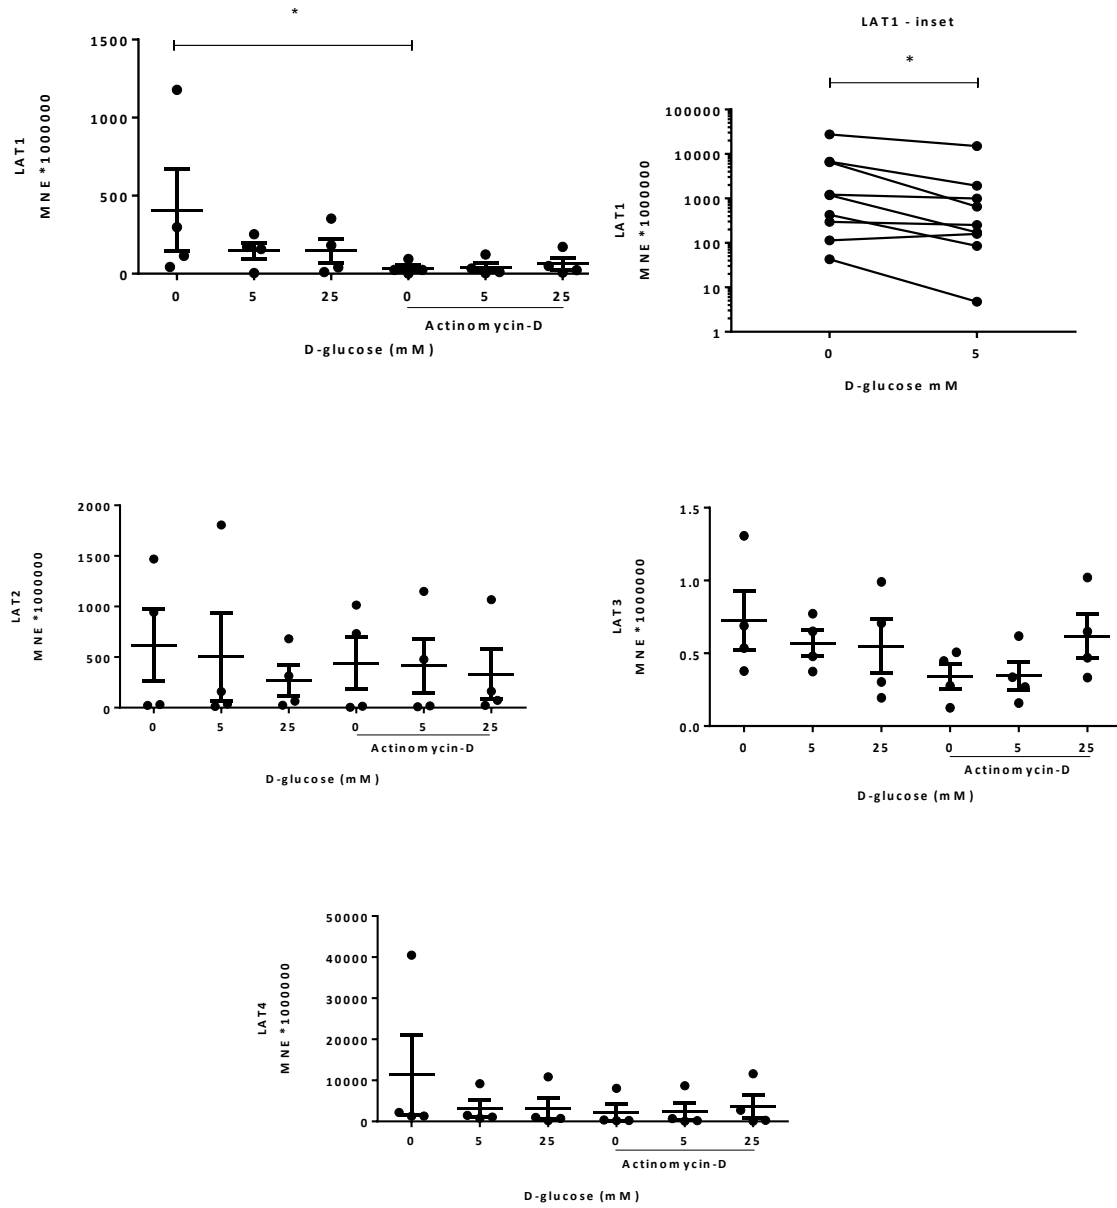 *
LAT1
MNE *1000000
1500
1000
500
0
0 5 25 0 5 25
Actinomycin-D
D-glucose (mM)
LAT1 - inset
*
LAT1
MNE *1000000
100000
10000
1000
100
10
1
0 5
D-glucose mM
LAT2
MNE *1000000
2000
1500
1000
500
0
0 5 25 0 5 25
Actinomycin-D
D-glucose (mM)
LAT3
MNE *1000000
1.5
1.0
0.5
0.0
0 5 25 0 5 25
Actinomycin-D
D-glucose (mM)
LAT4
MNE *1000000
50000
40000
30000
20000
10000
0
0 5 25 0 5 25
Actinomycin-D
D-glucose (mM)